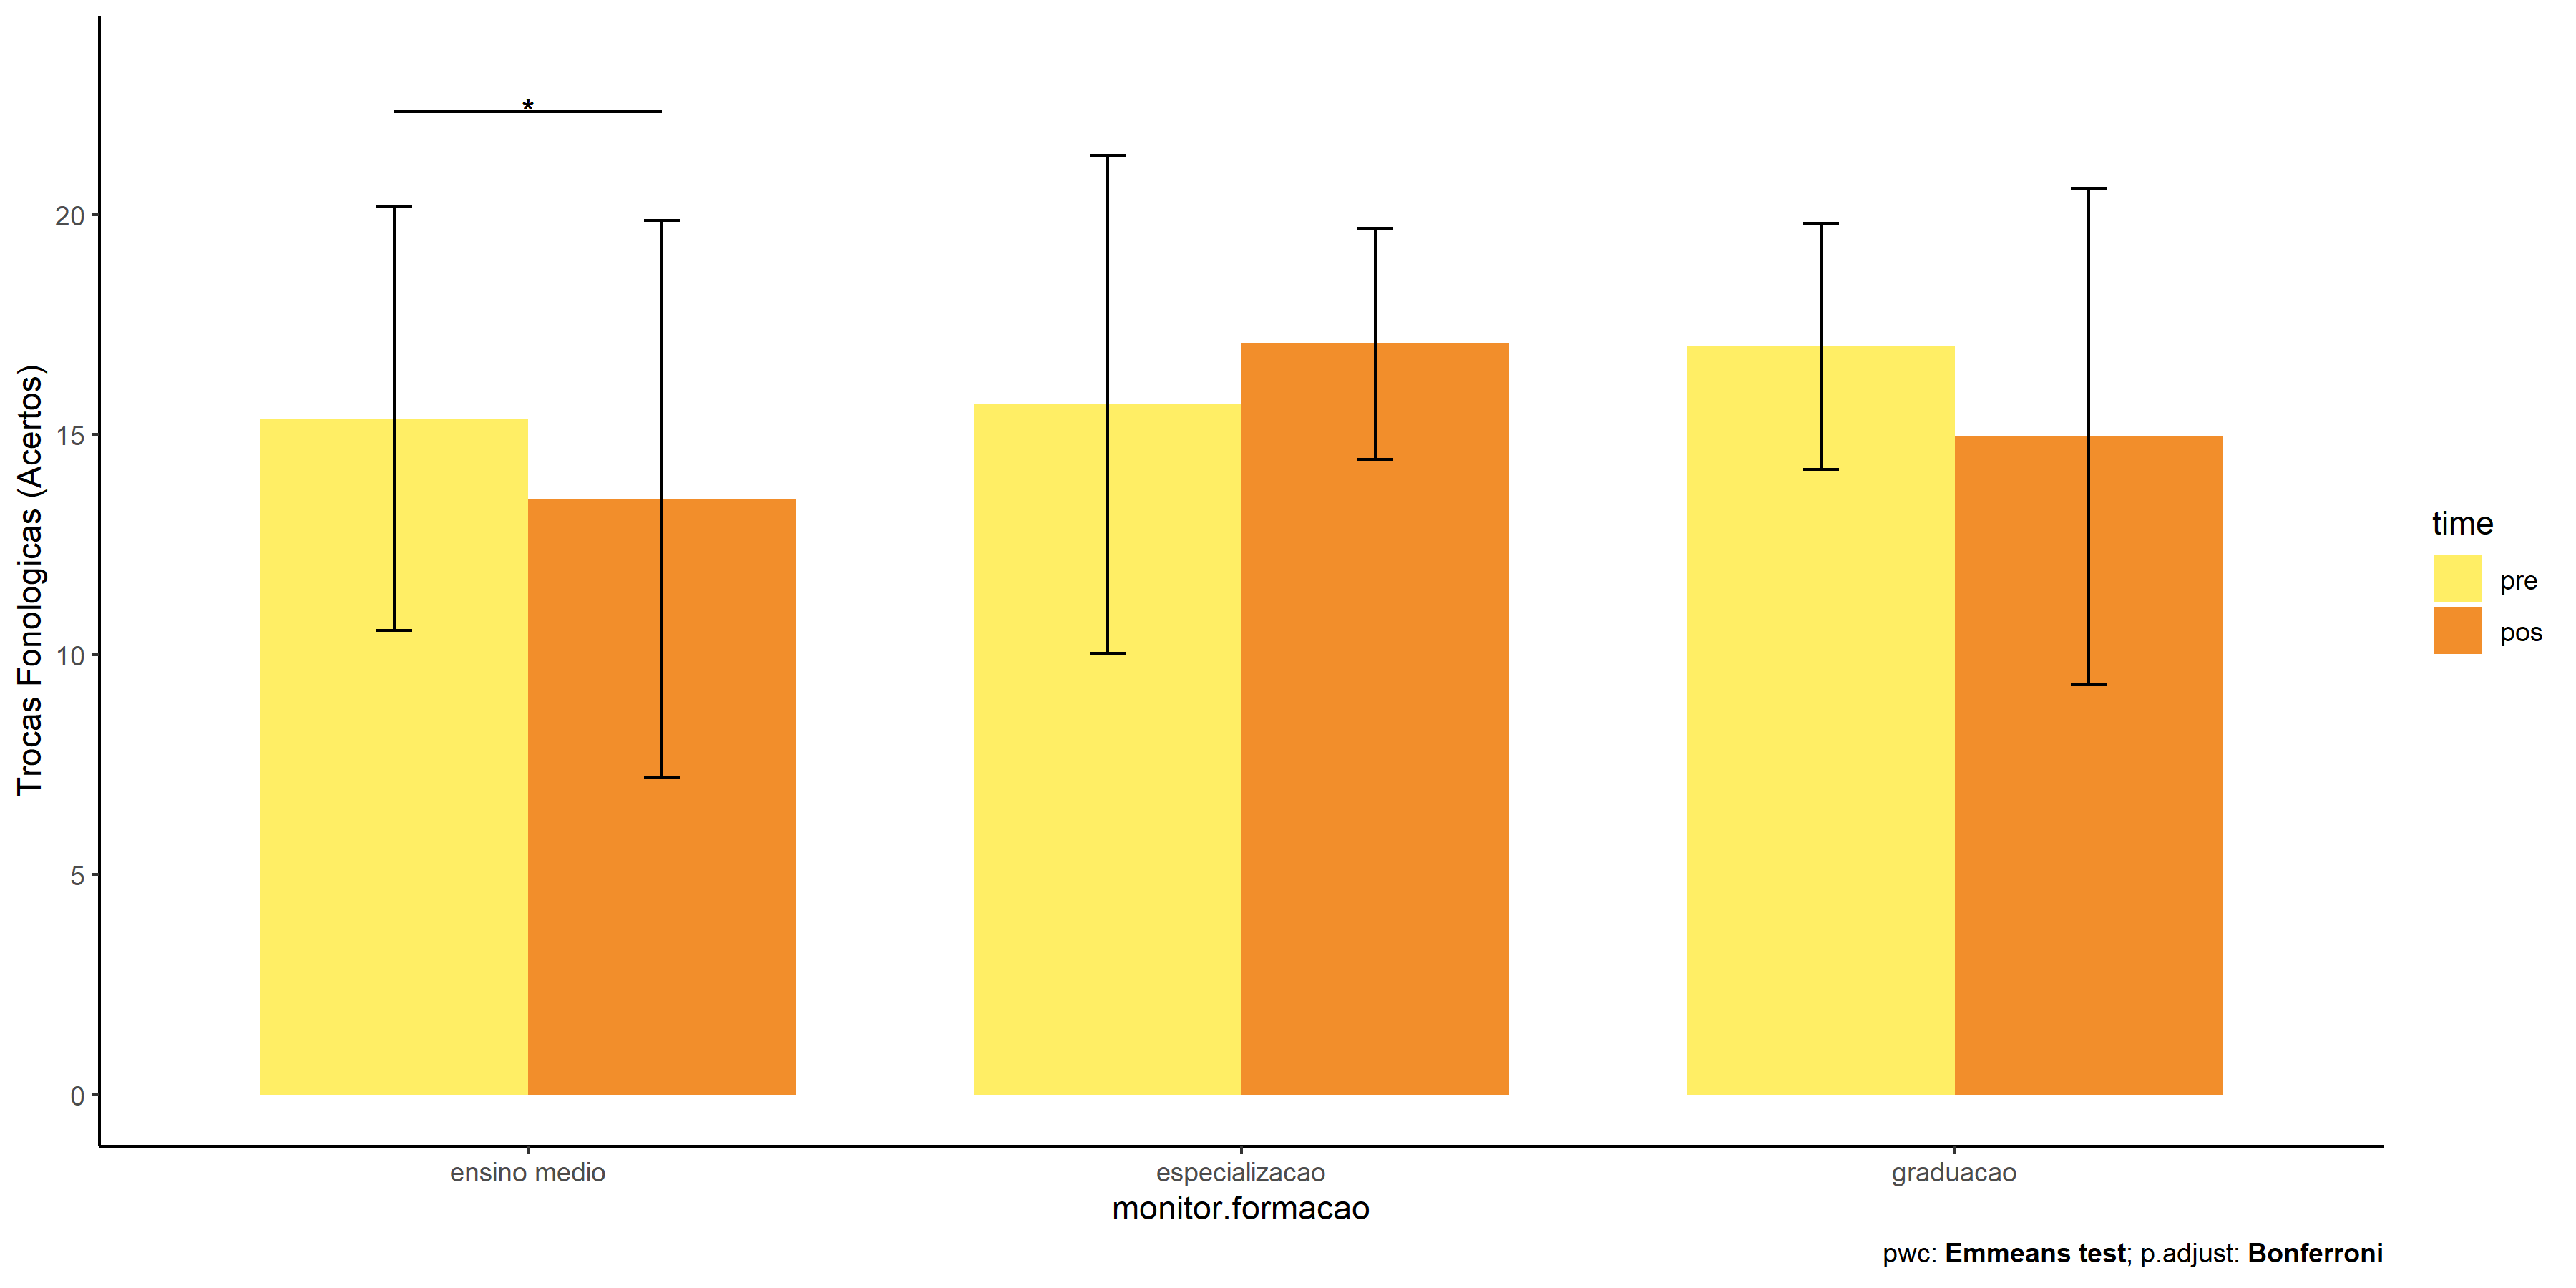 *
Trocas Fonologicas (Acertos)
20
15
10
5
0
ensino medio
especializacao
graduacao
monitor.formacao
time
pre
pos
pwc: Emmeans test; p.adjust: Bonferroni